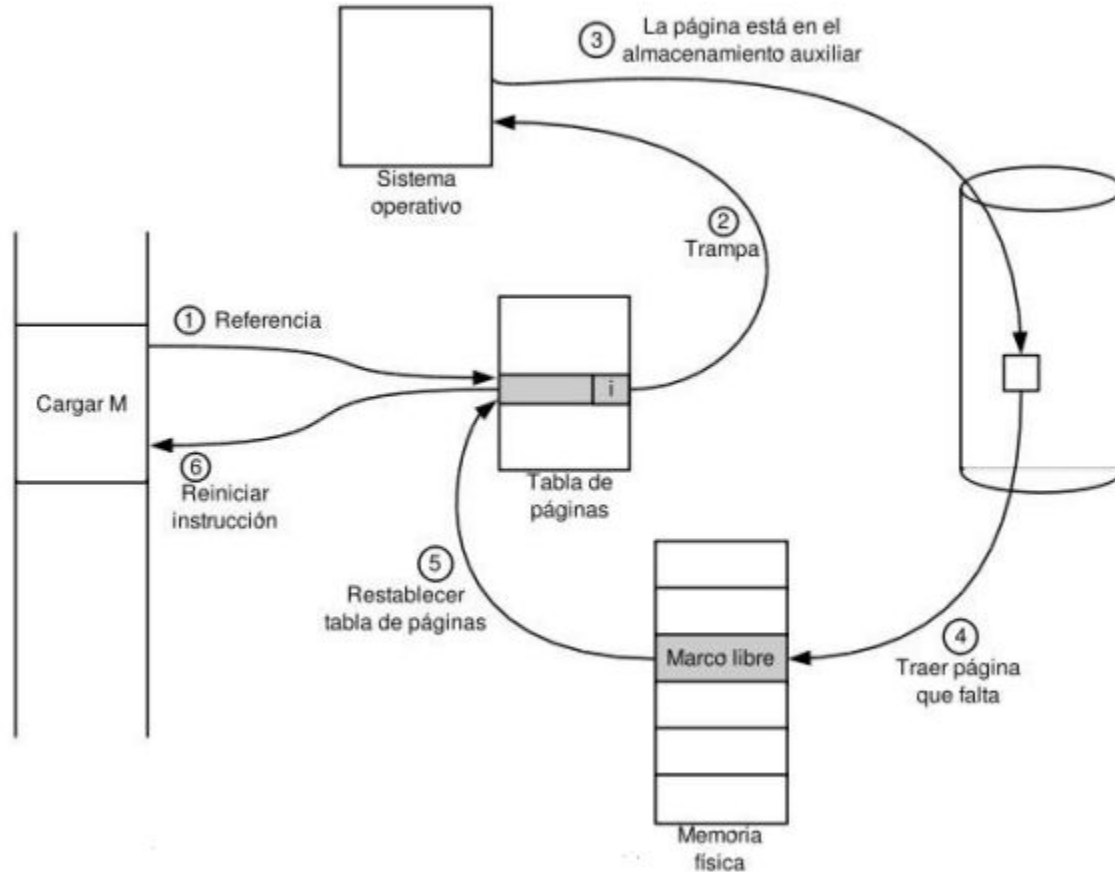 3
La página está en el
almacenamiento auxiliar
Sistema
operativo
2
Trampa
1 Referencia
Cargar M
i
6
Reiniciar
instrucción
Tabla de
páginas
5
Restablecer
tabla de páginas
Marco libre
4
Traer página
que falta
Memoria
física